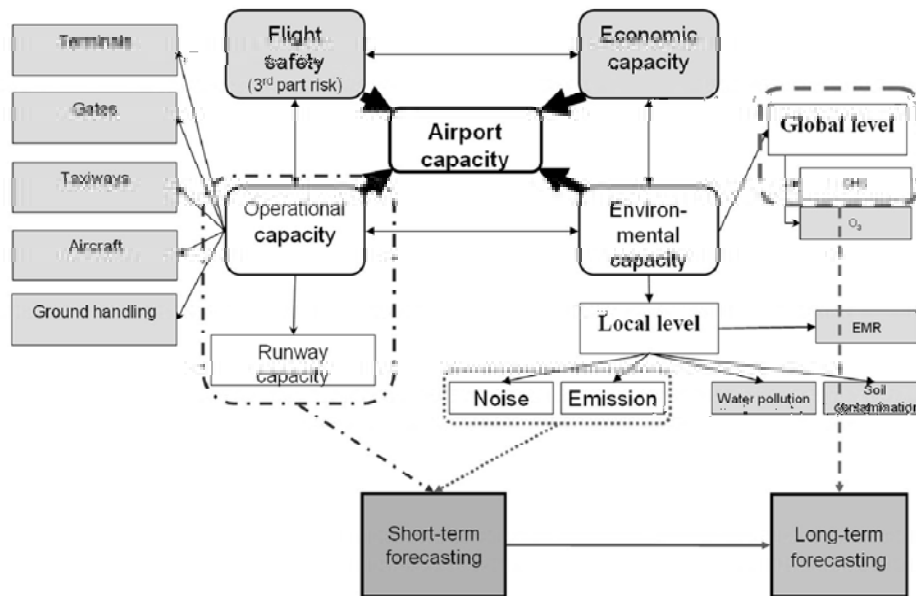 Terminals
Gates
Taxiways
Aircraft
Ground handling
Flight
safety
(3rd part risk)
Economic
capacity
Airport
capacity
Operational
capacity
Environ-
mental
capacity
Runway
capacity
Global level
O3
Local level
EMR
Noise
Emission
Water pollution
Soil
contamination
Short-term
forecasting
Long-term
forecasting